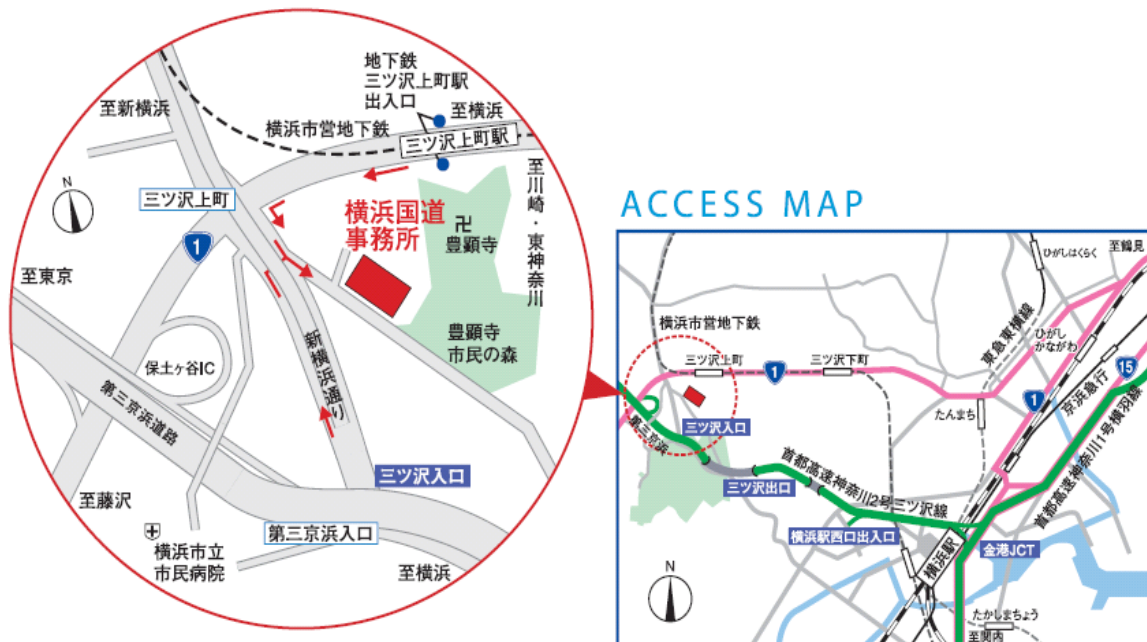 地下鉄
三ツ沢上町駅
出入口
至横浜
至新横浜
横浜市営地下鉄
三ツ沢上町駅
N
三ツ沢上町
横浜国道
事務所
卍
豊顕寺
至川崎・東神奈川
1
至東京
豊顕寺
市民の森
保土ヶ谷IC
新横浜通り
第三京浜道路
三ツ沢入口
至藤沢
第三京浜入口
横浜市立
市民病院
至横浜
ACCESS MAP
ひがしはくらく
至鶴見
横浜市営地下鉄
東急東横線
ひがし
かながわ
三ツ沢上町
1
三ツ沢下町
15
京浜急行
1
たんまち
第三京浜
三ツ沢入口
首都高速神奈川1号横羽線
首都高速神奈川2号三ツ沢線
三ツ沢出口
横浜駅西口出入口
横浜駅
金港JCT
N
たかしまちょう
至関内